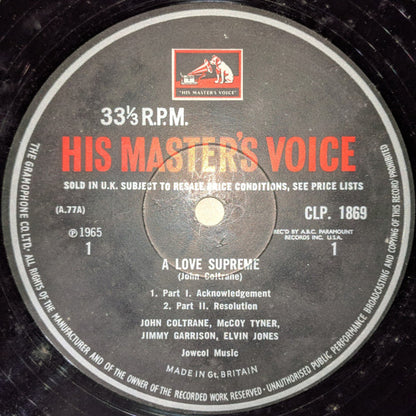 "HIS MASTER'S VOICE"
33⅓ R.P.M.
HIS MASTER'S VOICE
SOLD IN U.K. SUBJECT TO RESALE PRICE CONDITIONS, SEE PRICE LISTS
(A.77A)
CLP. 1869
℗ 1965
1
REC'D BY A.B.C. PARAMOUNT
RECORDS INC. U.S.A.
1
A LOVE SUPREME
(John Coltrane)
1. Part I. Acknowledgement
2. Part II. Resolution
JOHN COLTRANE, McCOY TYNER,
JIMMY GARRISON, ELVIN JONES
Jowcol Music
MADE IN Gt. BRITAIN
THE GRAMOPHONE CO. LTD. ALL RIGHTS OF THE MANUFACTURER AND OF THE OWNER OF THE RECORDED WORK RESERVED. UNAUTHORISED PUBLIC PERFORMANCE BROADCASTING AND COPYING OF THIS RECORD PROHIBITED